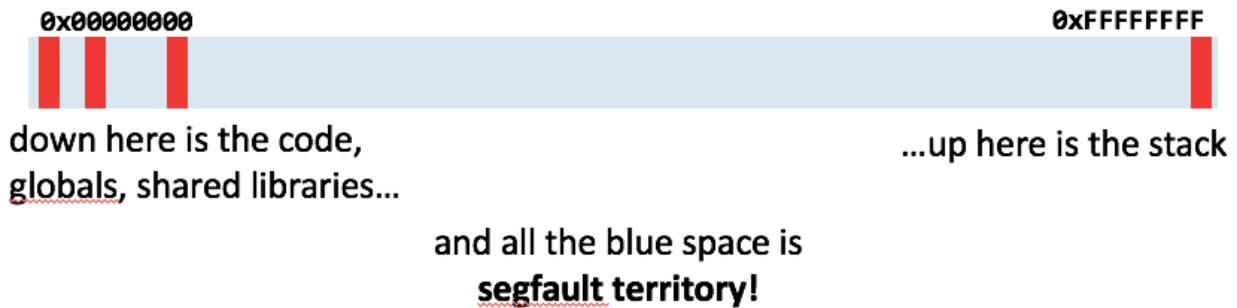 0x00000000
0xFFFFFFFF
down here is the code,
globals, shared libraries...
...up here is the stack
and all the blue space is
segfault territory!